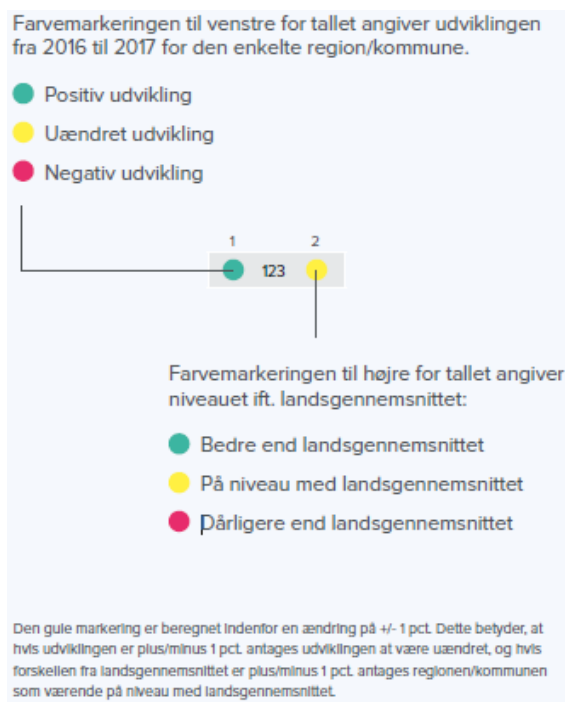 Farvemarkeringen til venstre for tallet angiver udviklingen
fra 2016 til 2017 for den enkelte region/kommune.
Positiv udvikling
Uændret udvikling
Negativ udvikling
1 2
123
Farvemarkeringen til højre for tallet angiver
niveauet ift. landsgennemsnittet:
Bedre end landsgennemsnittet
På niveau med landsgennemsnittet
Dårligere end landsgennemsnittet
Den gule markering er beregnet indenfor en ændring på +/- 1 pct. Dette betyder, at
hvis udviklingen er plus/minus 1 pct. antages udviklingen at være uændret, og hvis
forskellen fra landsgennemsnittet er plus/minus 1 pct. antages regionen/kommunen
som værende på niveau med landsgennemsnittet.